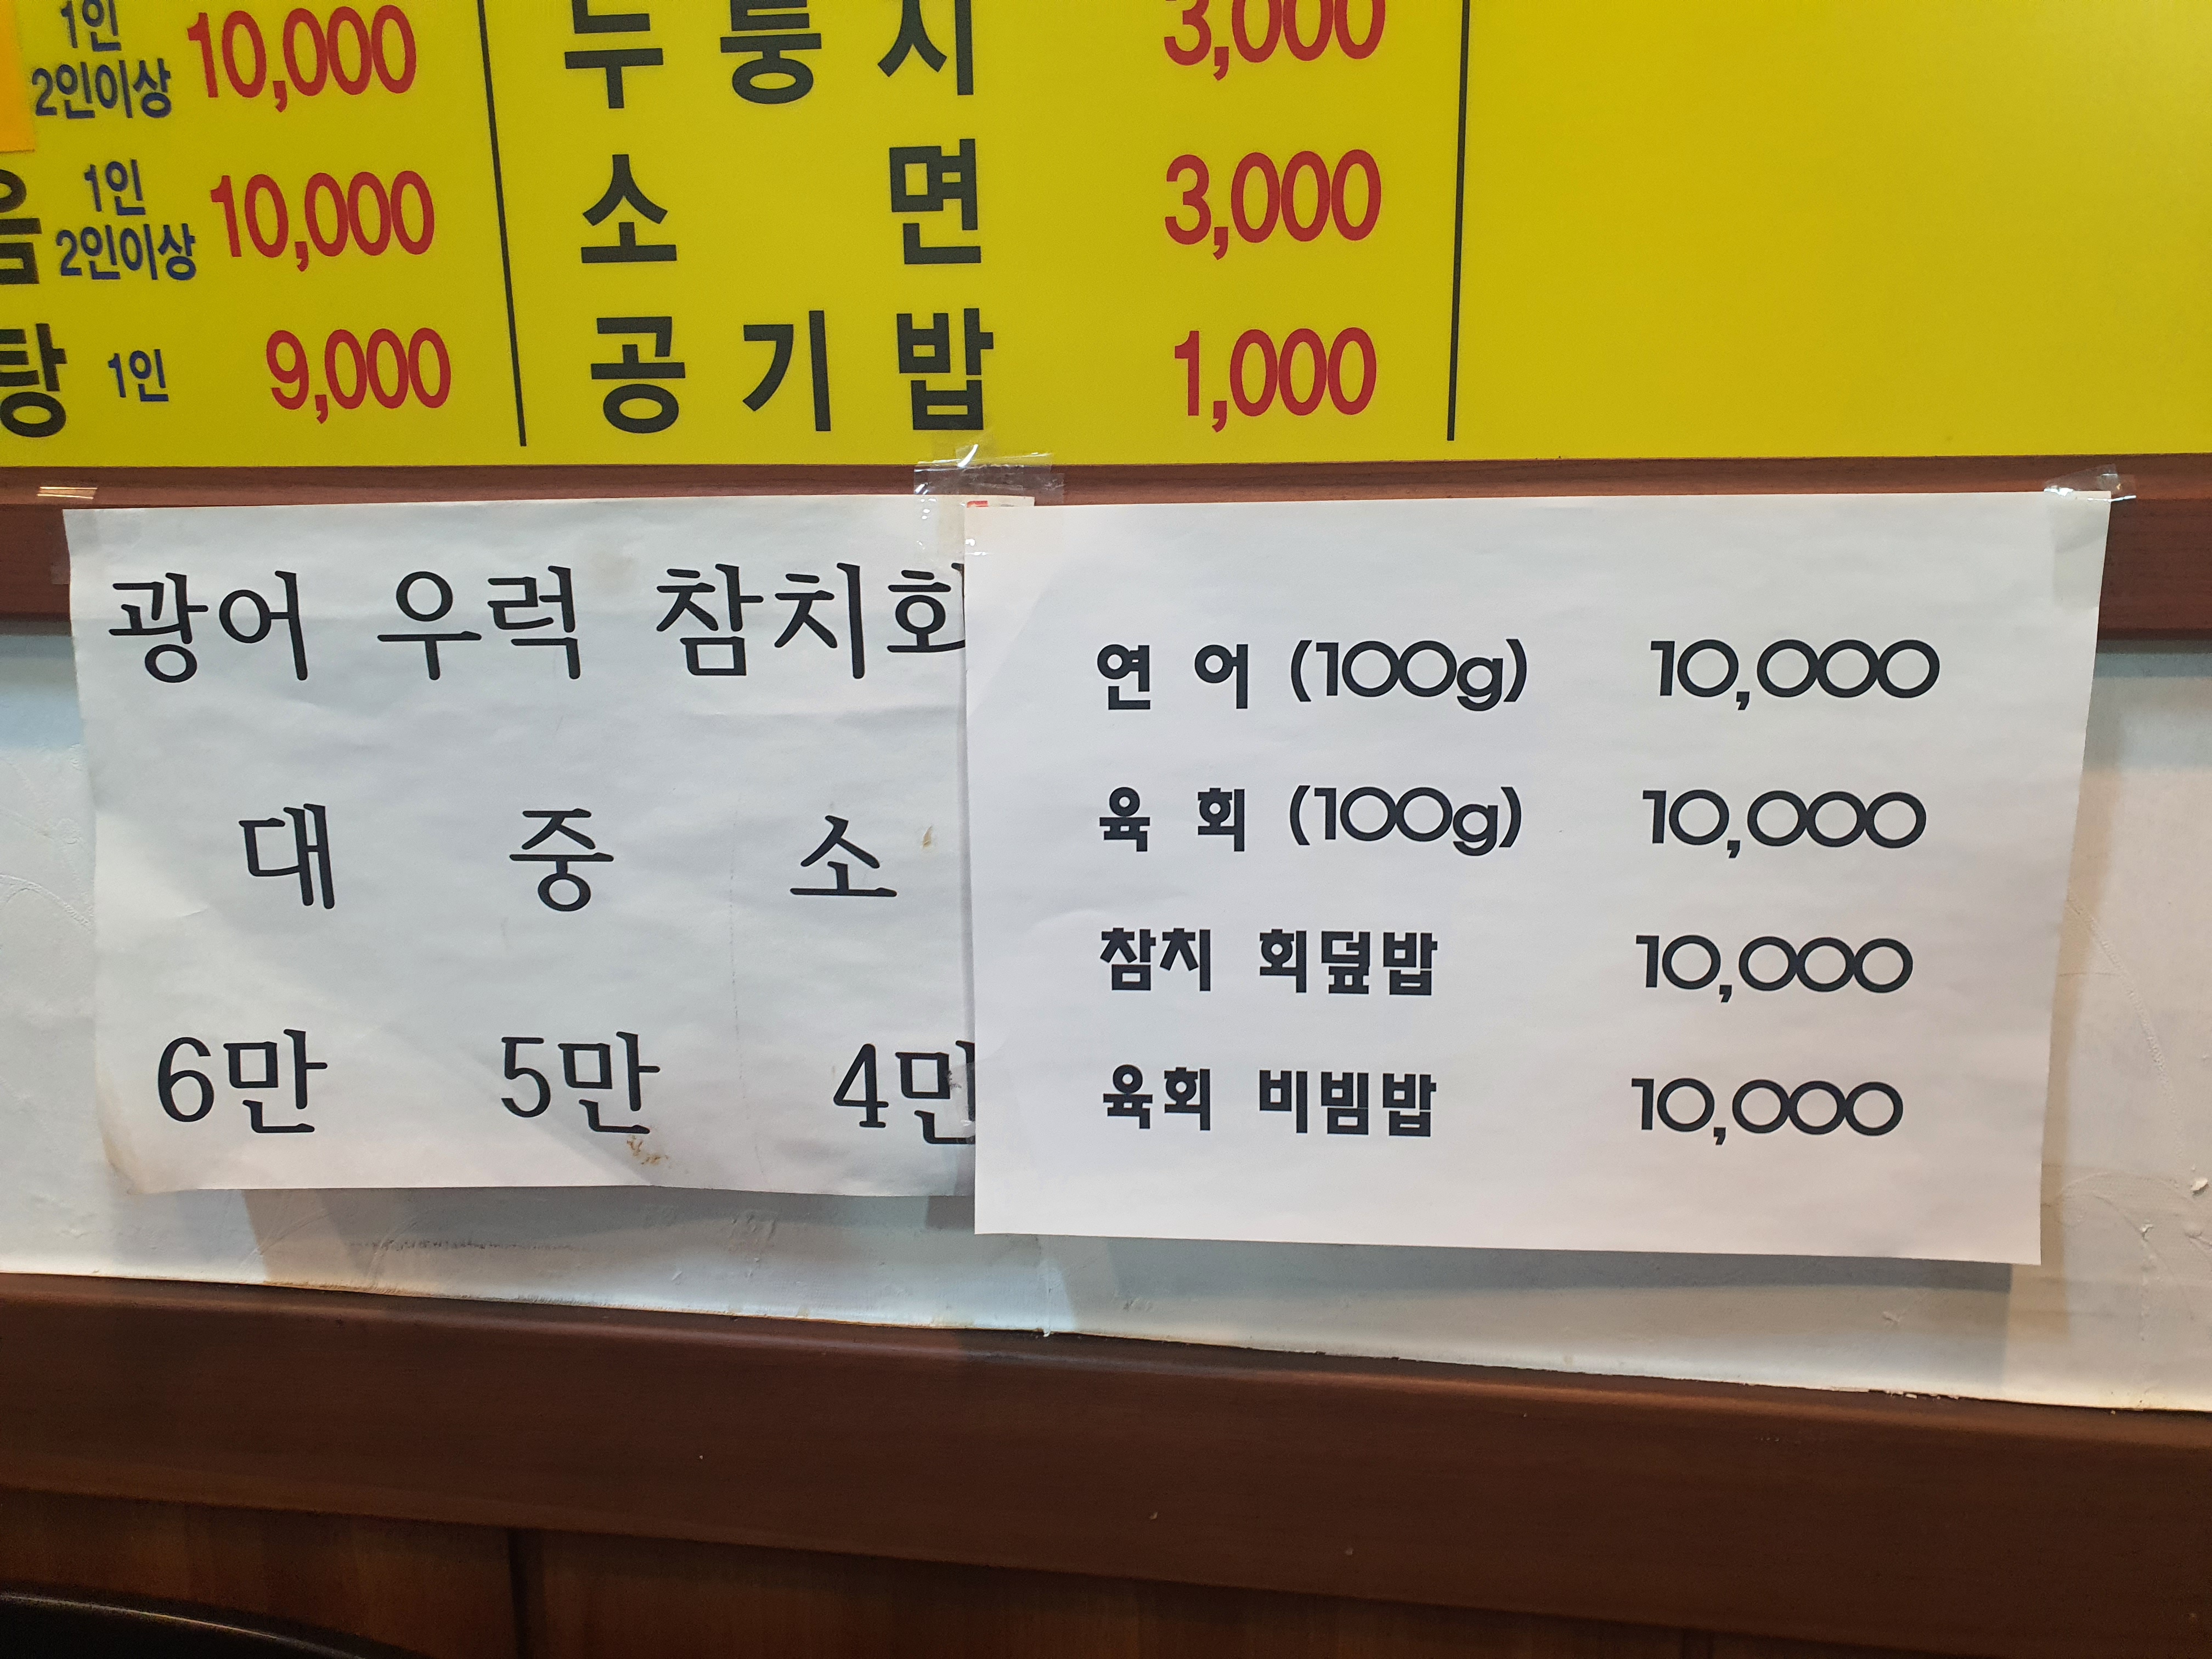 1인
2인이상 10,000
1인
2인이상 10,000
탕 1인 9,000
누룽지 3,000
소면 3,000
공기밥 1,000
광어 우럭 참치회
대 중 소
6만 5만 4만
연 어 (100g) 10,000
육 회 (100g) 10,000
참치 회덮밥 10,000
육회 비빔밥 10,000